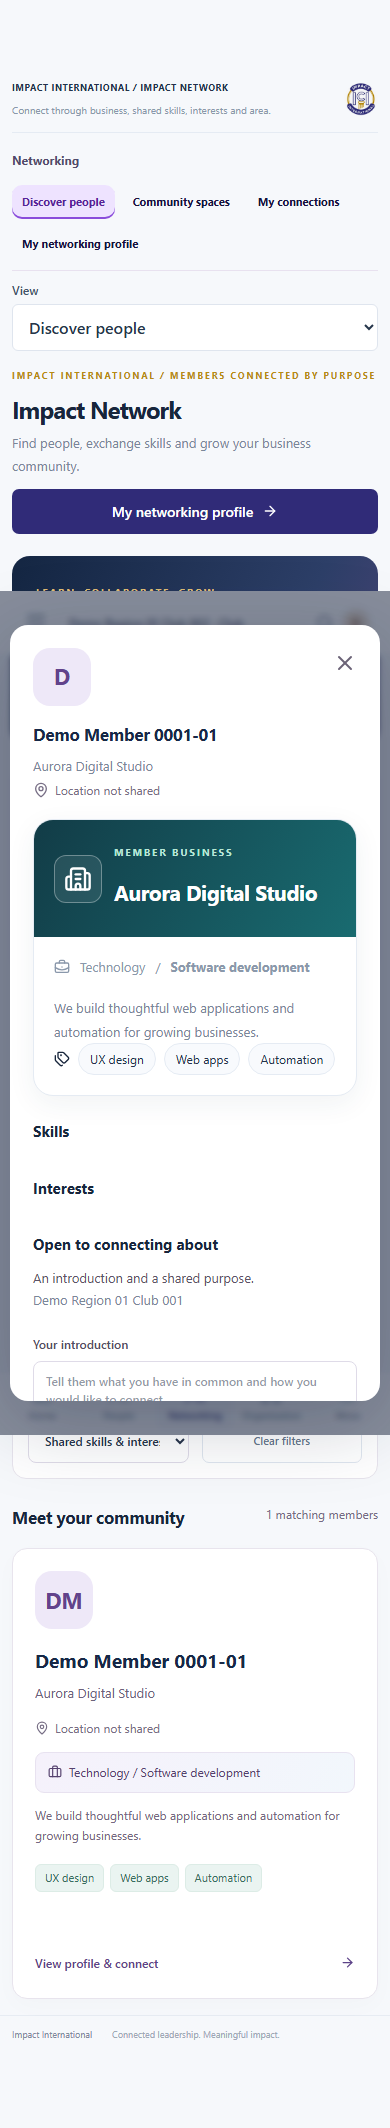 IMPACT INTERNATIONAL / IMPACT NETWORK
Connect through business, shared skills, interests and area.
Networking
Discover people
Community spaces
My connections
My networking profile
View
Discover people
IMPACT INTERNATIONAL / MEMBERS CONNECTED BY PURPOSE
Impact Network
Find people, exchange skills and grow your business
community.
My networking profile
D
Demo Member 0001-01
Aurora Digital Studio
Location not shared
MEMBER BUSINESS
Aurora Digital Studio
Technology / Software development
We build thoughtful web applications and
automation for growing businesses.
UX design
Web apps
Automation
Skills
Interests
Open to connecting about
An introduction and a shared purpose.
Demo Region 01 Club 001
Your introduction
Tell them what you have in common and how you
would like to connect
Shared skills & interes
Clear filters
Meet your community
1 matching members
DM
Demo Member 0001-01
Aurora Digital Studio
Location not shared
Technology / Software development
We build thoughtful web applications and automation for
growing businesses.
UX design
Web apps
Automation
View profile & connect
Impact International
Connected leadership. Meaningful impact.